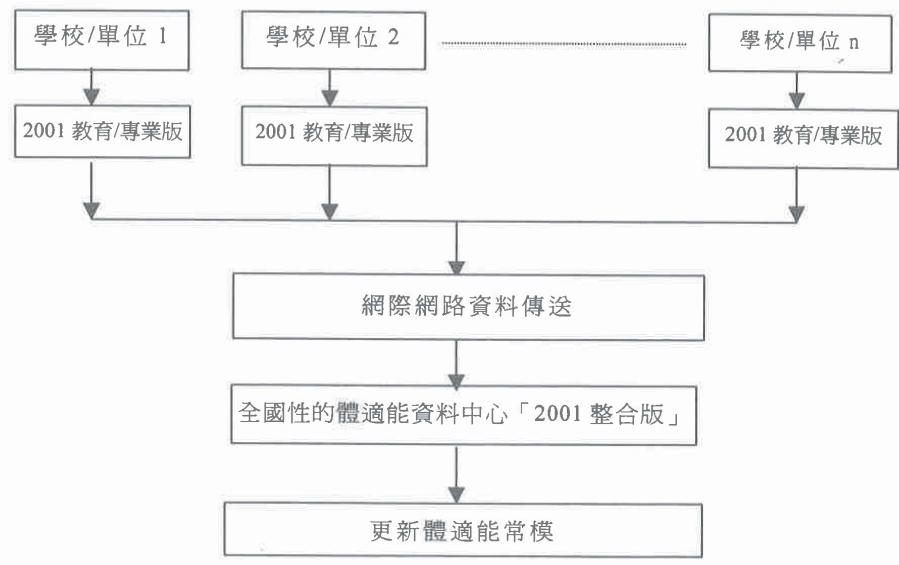 學校/單位 1
學校/單位 2
學校/單位 n
2001 教育/專業版
2001 教育/專業版
2001 教育/專業版
網際網路資料傳送
全國性的體適能資料中心「2001 整合版」
更新體適能常模